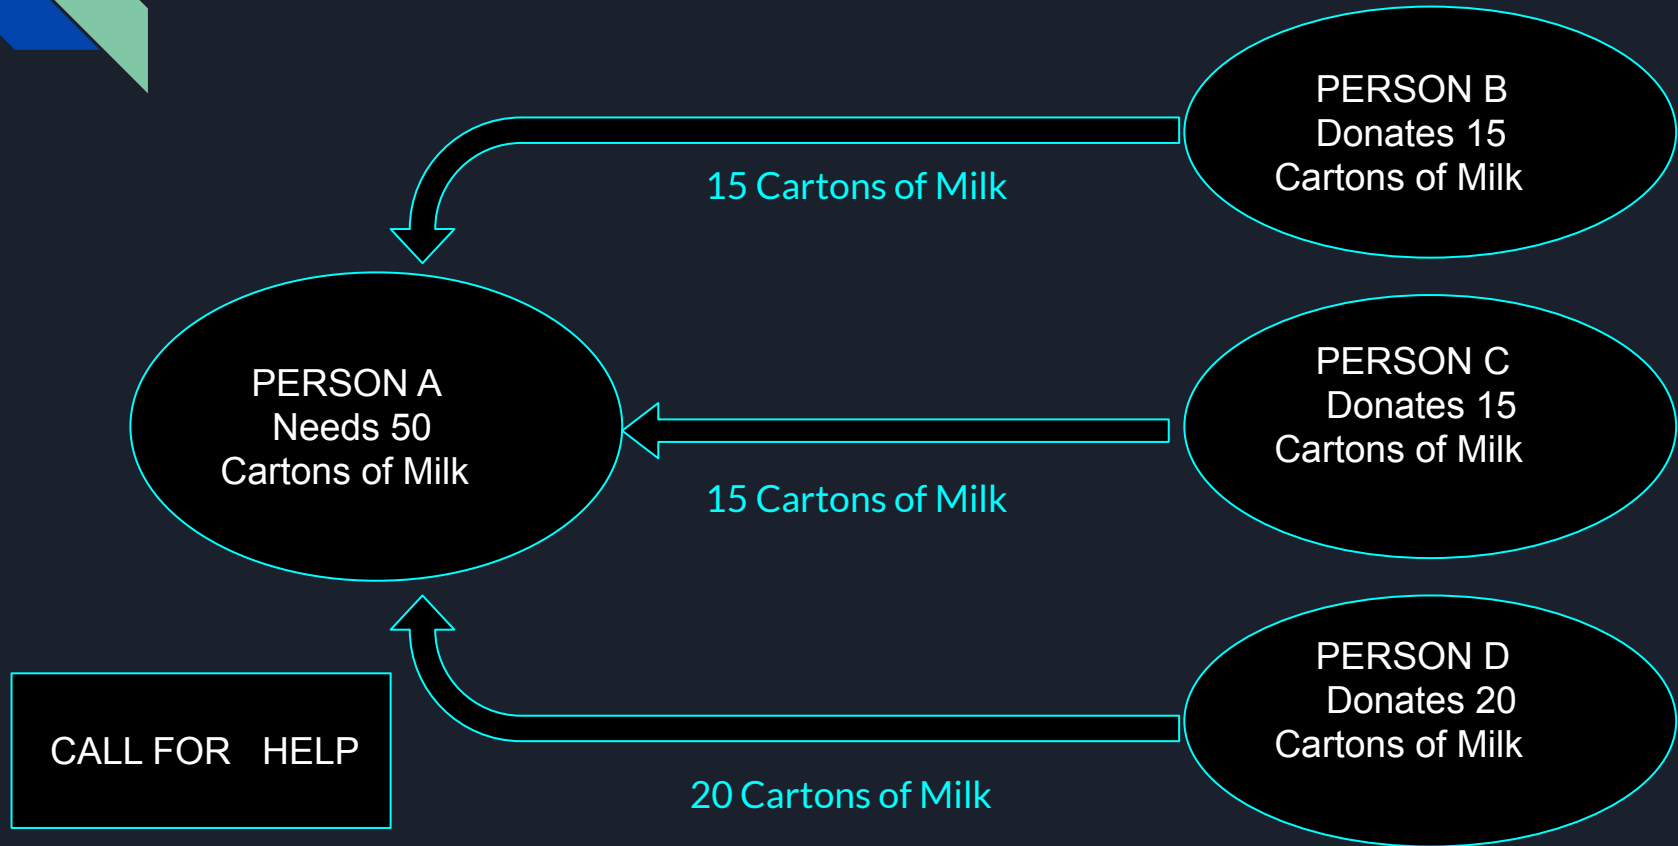 PERSON B
Donates 15
Cartons of Milk
15 Cartons of Milk
PERSON A
Needs 50
Cartons of Milk
PERSON C
Donates 15
Cartons of Milk
15 Cartons of Milk
PERSON D
Donates 20
Cartons of Milk
CALL FOR HELP
20 Cartons of Milk